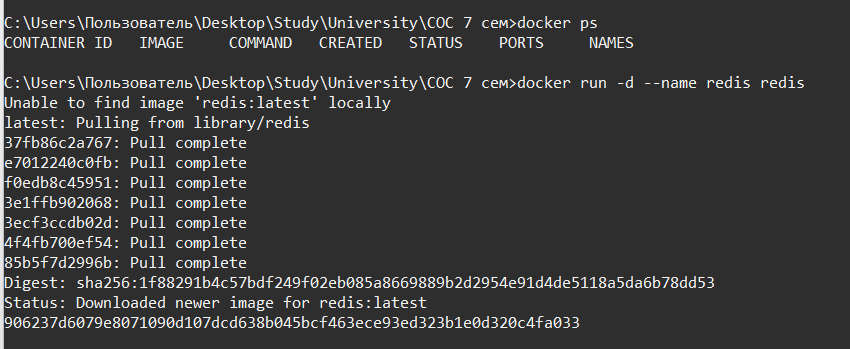 C:\Users\Пользователь\Desktop\Study\University\СОС 7 сем>docker ps
CONTAINER ID   IMAGE     COMMAND   CREATED   STATUS    PORTS     NAMES
C:\Users\Пользователь\Desktop\Study\University\СОС 7 сем>docker run -d --name redis redis
Unable to find image 'redis:latest' locally
latest: Pulling from library/redis
37fb86c2a767: Pull complete
e7012240c0fb: Pull complete
f0edb8c45951: Pull complete
3e1ffb902068: Pull complete
3ecf3ccdb02d: Pull complete
4f4fb700ef54: Pull complete
85b5f7d2996b: Pull complete
Digest: sha256:1f88291b4c57bdf249f02eb085a8669889b2d2954e91d4de5118a5da6b78dd53
Status: Downloaded newer image for redis:latest
906237d6079e8071090d107dcd638b045bcf463ece93ed323b1e0d320c4fa033